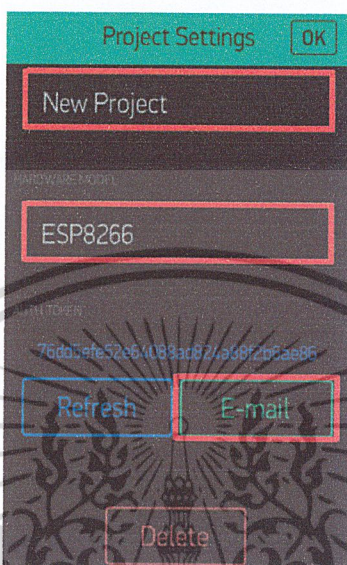 Project Settings OK
New Project
HARDWARE MODEL
ESP8266
AUTH TOKEN
Refresh E-mail
Delete